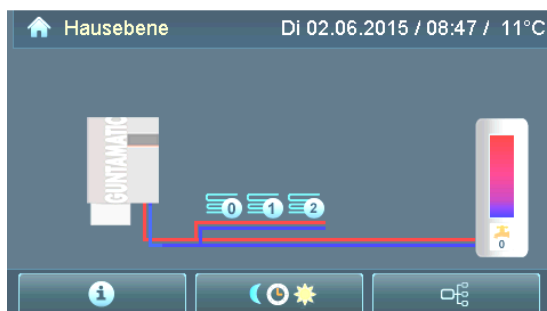 Hausebene
Di 02.06.2015 / 08:47 / 11°C
GUNTAMATIC
0 1 2
0